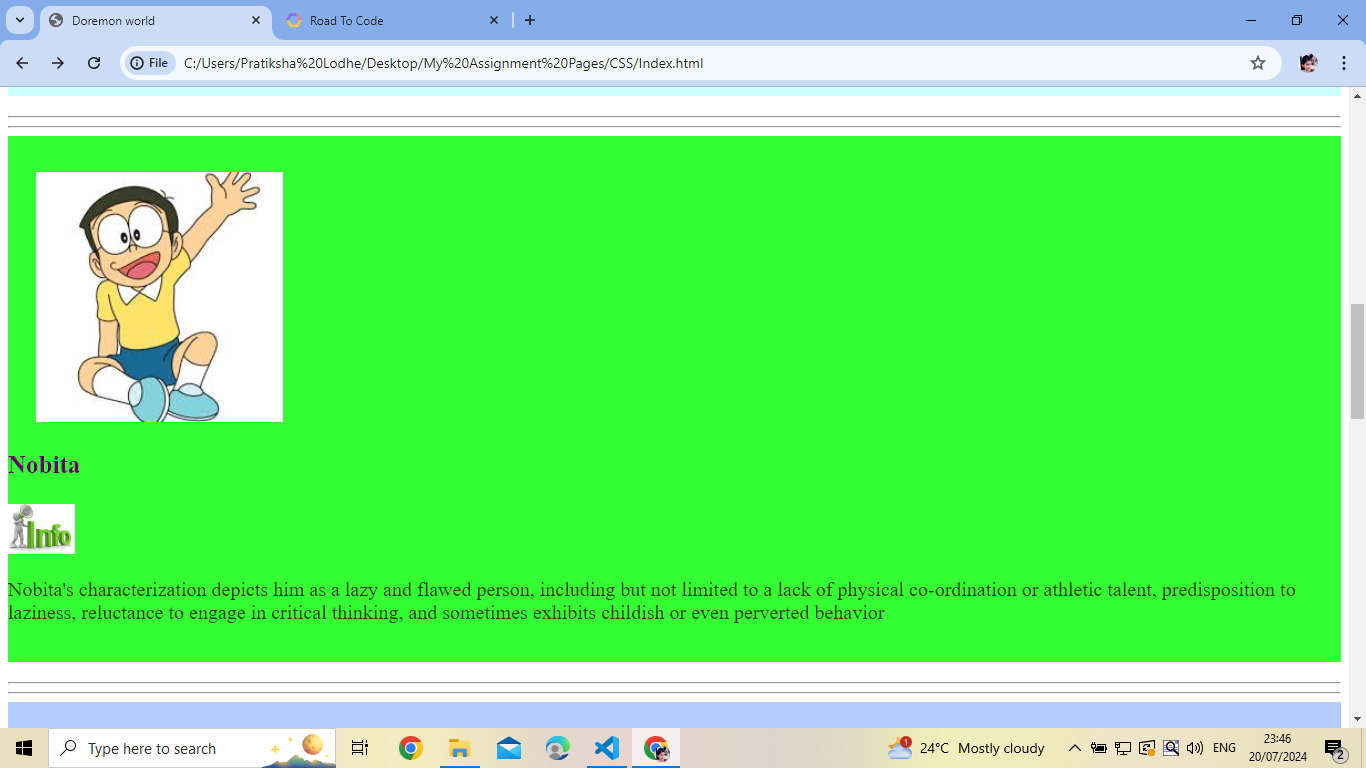 Doremon world
Road To Code
File
C:/Users/Pratiksha%20Lodhe/Desktop/My%20Assignment%20Pages/CSS/Index.html
Nobita
Info
Nobita's characterization depicts him as a lazy and flawed person, including but not limited to a lack of physical co-ordination or athletic talent, predisposition to
laziness, reluctance to engage in critical thinking, and sometimes exhibits childish or even perverted behavior
Type here to search
1
24°C Mostly cloudy
ENG
23:46
20/07/2024
2